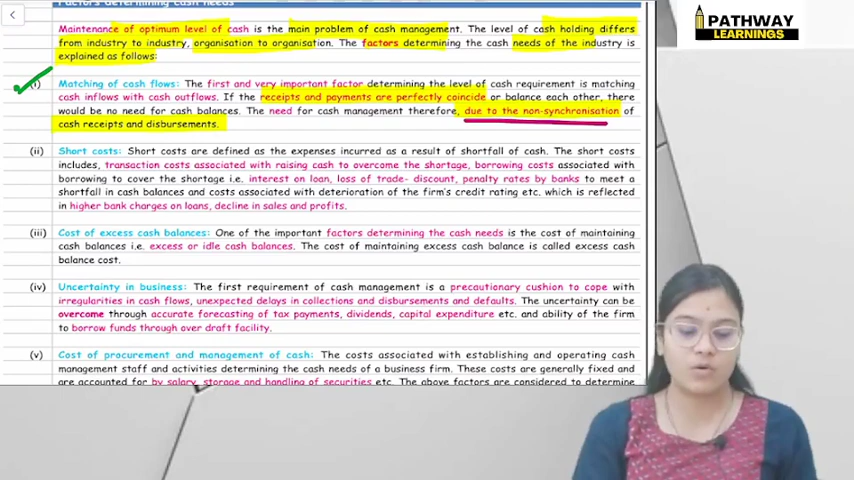 Factors determining cash needs
PATHWAY
LEARNINGS
Maintenance of optimum level of cash is the main problem of cash management. The level of cash holding differs
from industry to industry, organisation to organisation. The factors determining the cash needs of the industry is
explained as follows:
(i) Matching of cash flows: The first and very important factor determining the level of cash requirement is matching
cash inflows with cash outflows. If the receipts and payments are perfectly coincide or balance each other, there
would be no need for cash balances. The need for cash management therefore, due to the non-synchronisation of
cash receipts and disbursements.
(ii) Short costs: Short costs are defined as the expenses incurred as a result of shortfall of cash. The short costs
includes, transaction costs associated with raising cash to overcome the shortage, borrowing costs associated with
borrowing to cover the shortage i.e. interest on loan, loss of trade- discount, penalty rates by banks to meet a
shortfall in cash balances and costs associated with deterioration of the firm's credit rating etc. which is reflected
in higher bank charges on loans, decline in sales and profits.
(iii) Cost of excess cash balances: One of the important factors determining the cash needs is the cost of maintaining
cash balances i.e. excess or idle cash balances. The cost of maintaining excess cash balance is called excess cash
balance cost.
(iv) Uncertainty in business: The first requirement of cash management is a precautionary cushion to cope with
irregularities in cash flows, unexpected delays in collections and disbursements and defaults. The uncertainty can be
overcome through accurate forecasting of tax payments, dividends, capital expenditure etc. and ability of the firm
to borrow funds through over draft facility.
(v) Cost of procurement and management of cash: The costs associated with establishing and operating cash
management staff and activities determining the cash needs of a business firm. These costs are generally fixed and
are accounted for by salary, storage and handling of securities etc. The above factors are considered to determine